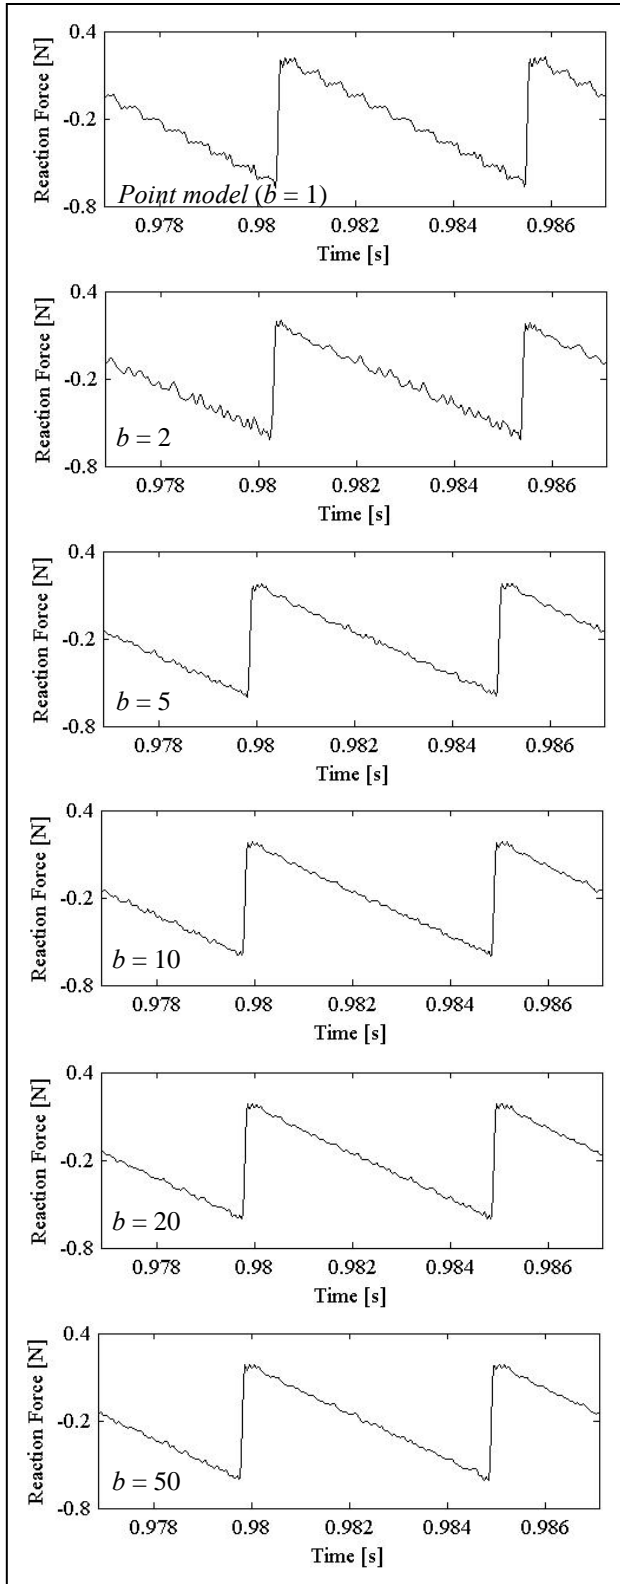 0.4
-0.2
-0.8
Reaction Force [N]
Point model (b = 1)
0.978 0.98 0.982 0.984 0.986
Time [s]
0.4
-0.2
-0.8
Reaction Force [N]
b = 2
0.978 0.98 0.982 0.984 0.986
Time [s]
0.4
-0.2
-0.8
Reaction Force [N]
b = 5
0.978 0.98 0.982 0.984 0.986
Time [s]
0.4
-0.2
-0.8
Reaction Force [N]
b = 10
0.978 0.98 0.982 0.984 0.986
Time [s]
0.4
-0.2
-0.8
Reaction Force [N]
b = 20
0.978 0.98 0.982 0.984 0.986
Time [s]
0.4
-0.2
-0.8
Reaction Force [N]
b = 50
0.978 0.98 0.982 0.984 0.986
Time [s]